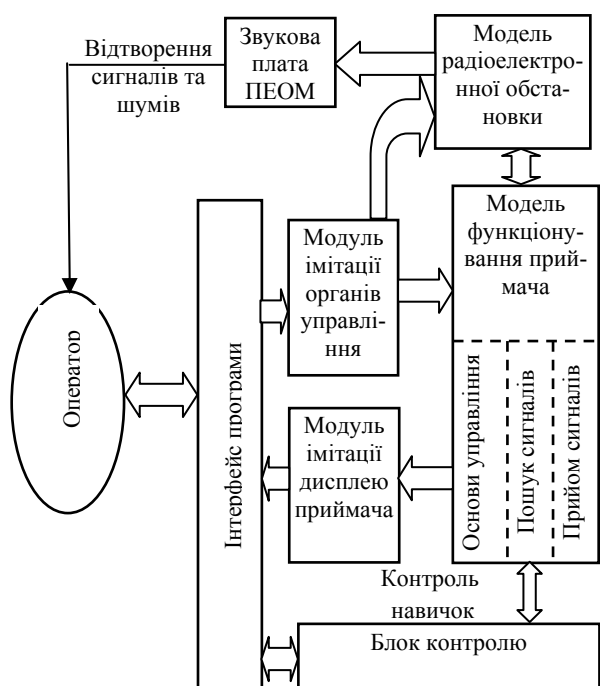 Відтворення
сигналів та
шумів
Звукова
плата
ПЕОМ
Модель
радіоелектро-
нної обста-
новки
Модуль
імітації
органів
управлін-
ня
Модель
функціону-
вання прий-
мача
Оператор
Інтерфейс програми
Модуль
імітації
дисплею
приймача
Основи управління
Пошук сигналів
Прийом сигналів
Контроль
навичок
Блок контролю